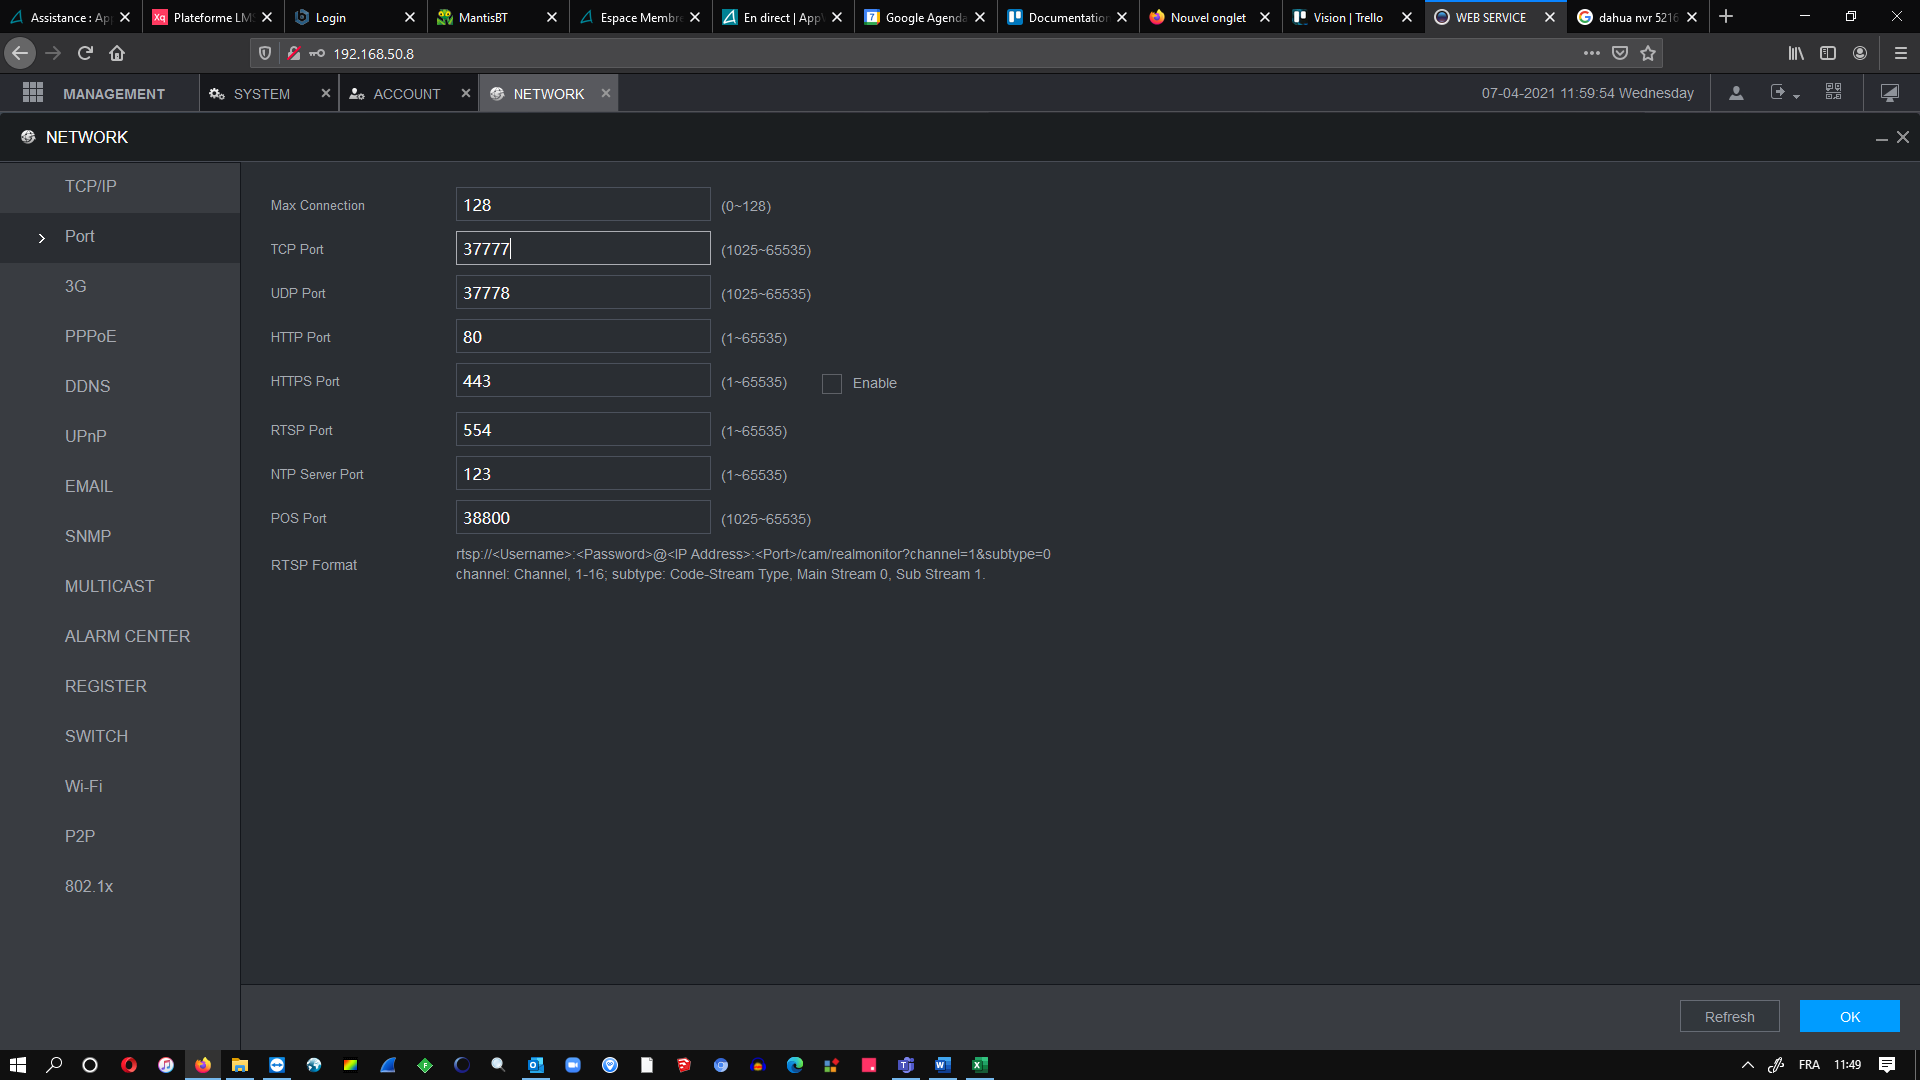 Assistance : Ap
Plateforme LM
Login
MantisBT
Espace Membr
En direct | App
Google Agenda
Documentation
Nouvel onglet
Vision | Trello
WEB SERVICE
dahua nvr 5216
192.168.50.8
MANAGEMENT
SYSTEM
ACCOUNT
NETWORK
07-04-2021 11:59:54 Wednesday
NETWORK
TCP/IP
Port
3G
PPPoE
DDNS
UPnP
EMAIL
SNMP
MULTICAST
ALARM CENTER
REGISTER
SWITCH
Wi-Fi
P2P
802.1x
Max Connection 128 (0~128)
TCP Port 37777 (1025~65535)
UDP Port 37778 (1025~65535)
HTTP Port 80 (1~65535)
HTTPS Port 443 (1~65535) Enable
RTSP Port 554 (1~65535)
NTP Server Port 123 (1~65535)
POS Port 38800 (1025~65535)
RTSP Format
rtsp://<Username>:<Password>@<IP Address>:<Port>/cam/realmonitor?channel=1&subtype=0
channel: Channel, 1-16; subtype: Code-Stream Type, Main Stream 0, Sub Stream 1.
Refresh
OK
FRA
11:49